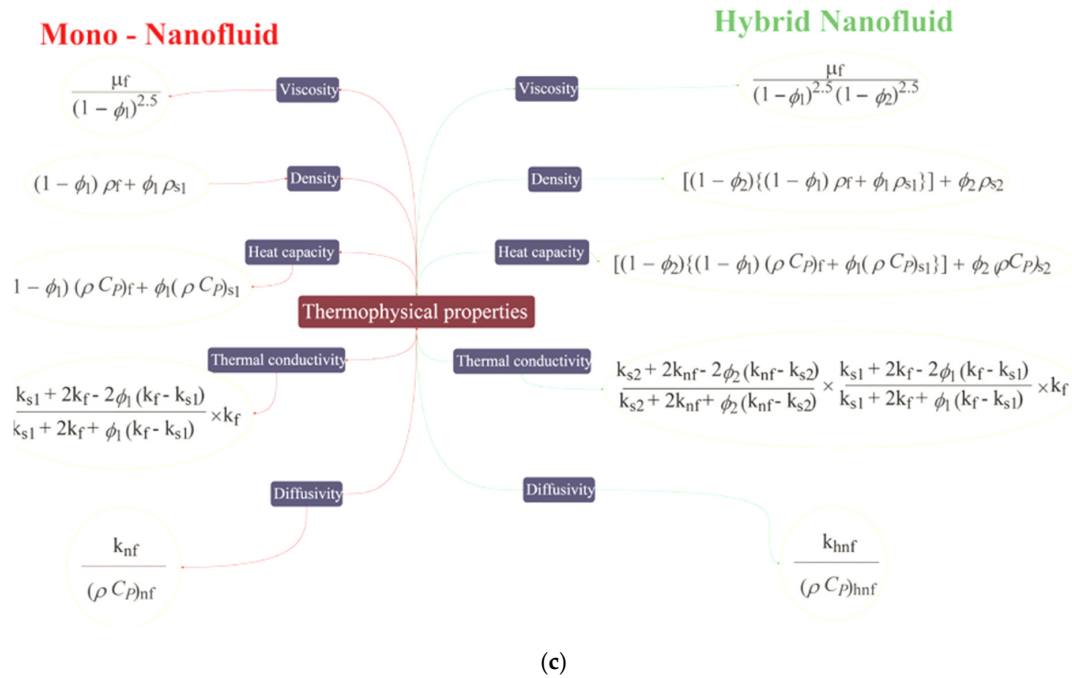 Mono - Nanofluid
Hybrid Nanofluid
Viscosity
μf
(1 − ϕ1)^2.5
Density
(1 − ϕ1) ρf + ϕ1 ρs1
Heat capacity
1 − ϕ1) (ρ CP)f + ϕ1(ρ CP)s1
Thermophysical properties
Thermal conductivity
ks1 + 2kf - 2ϕ1 (kf - ks1)
ks1 + 2kf + ϕ1 (kf - ks1)
×kf
Diffusivity
knf
(ρ CP)nf
Viscosity
μf
(1 − ϕ1)^2.5 (1 − ϕ2)^2.5
Density
[(1 − ϕ2){(1 − ϕ1) ρf + ϕ1 ρs1}] + ϕ2 ρs2
Heat capacity
[(1 − ϕ2){(1 − ϕ1) (ρ CP)f + ϕ1(ρ CP)s1}] + ϕ2 (ρCP)s2
Thermal conductivity
ks2 + 2knf - 2ϕ2 (knf - ks2) × ks1 + 2kf - 2ϕ1 (kf - ks1) ×kf
ks2 + 2knf + ϕ2 (knf - ks2) ks1 + 2kf + ϕ1 (kf - ks1)
Diffusivity
khnf
(ρ CP)hnf
(c)